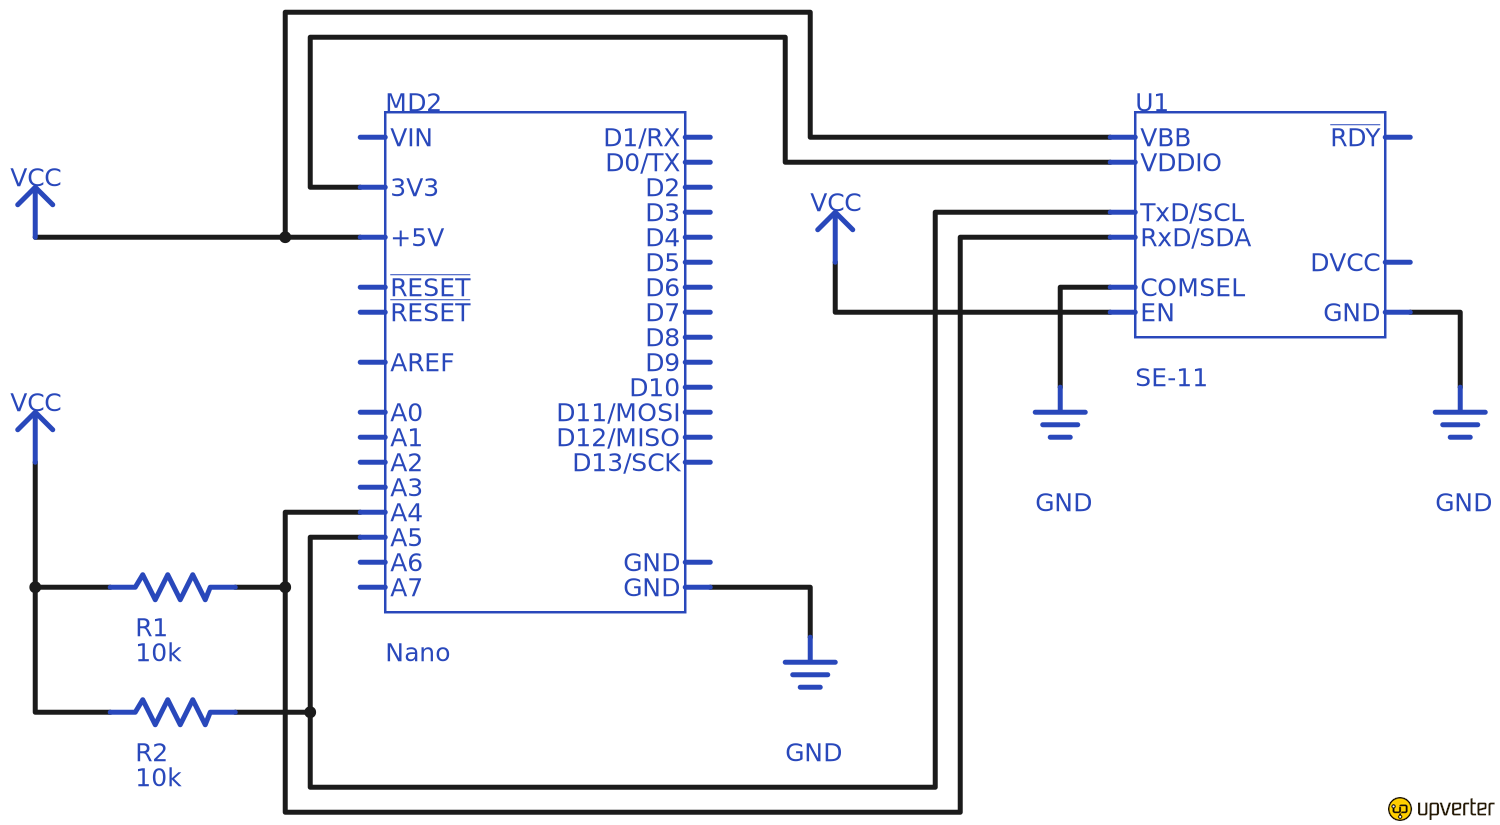 MD2
VIN
3V3
+5V
RESET
RESET
AREF
A0
A1
A2
A3
A4
A5
A6
A7
D1/RX
D0/TX
D2
D3
D4
D5
D6
D7
D8
D9
D10
D11/MOSI
D12/MISO
D13/SCK
GND
GND
Nano
VCC
VCC
R1
10k
R2
10k
GND
VCC
U1
VBB
VDDIO
TxD/SCL
RxD/SDA
COMSEL
EN
RDY
DVCC
GND
SE-11
GND
GND
upverter